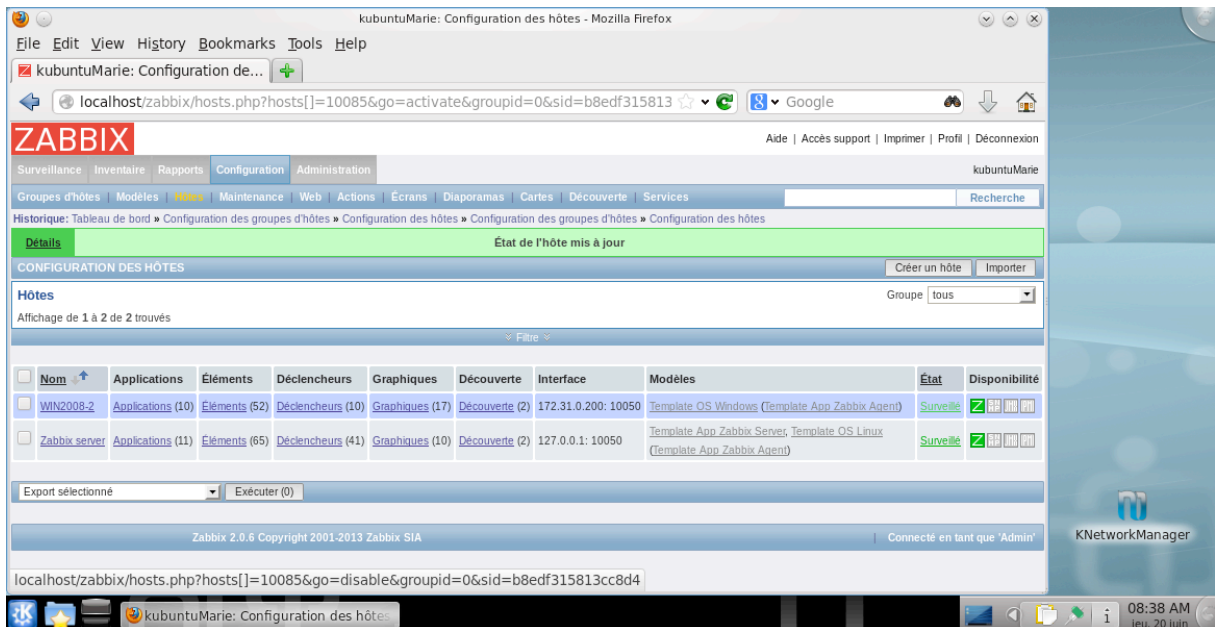 kubuntuMarie: Configuration des hôtes - Mozilla Firefox
File Edit View History Bookmarks Tools Help
kubuntuMarie: Configuration de...
localhost/zabbix/hosts.php?hosts[]=10085&go=activate&groupid=0&sid=b8edf315813
Google
ZABBIX
Aide | Accès support | Imprimer | Profil | Déconnexion
Surveillance Inventaire Rapports Configuration Administration
kubuntuMarie
Groupes d'hôtes | Modèles | Hôtes | Maintenance | Web | Actions | Écrans | Diaporamas | Cartes | Découverte | Services
Recherche
Historique: Tableau de bord » Configuration des groupes d'hôtes » Configuration des hôtes » Configuration des groupes d'hôtes » Configuration des hôtes
Détails
État de l'hôte mis à jour
CONFIGURATION DES HÔTES
Créer un hôte Importer
Hôtes
Groupe tous
Affichage de 1 à 2 de 2 trouvés
Filtre
Nom Applications Éléments Déclencheurs Graphiques Découverte Interface Modèles État Disponibilité
WIN2008-2 Applications (10) Éléments (52) Déclencheurs (10) Graphiques (17) Découverte (2) 172.31.0.200: 10050 Template OS Windows (Template App Zabbix Agent) Surveillé Z
Zabbix server Applications (11) Éléments (65) Déclencheurs (41) Graphiques (10) Découverte (2) 127.0.0.1: 10050 Template App Zabbix Server, Template OS Linux (Template App Zabbix Agent) Surveillé Z
Export sélectionné Exécuter (0)
Zabbix 2.0.6 Copyright 2001-2013 Zabbix SIA
| Connecté en tant que 'Admin'
localhost/zabbix/hosts.php?hosts[]=10085&go=disable&groupid=0&sid=b8edf315813cc8d4
KNetworkManager
kubuntuMarie: Configuration des hôtes
08:38 AM
jeu. 20 juin